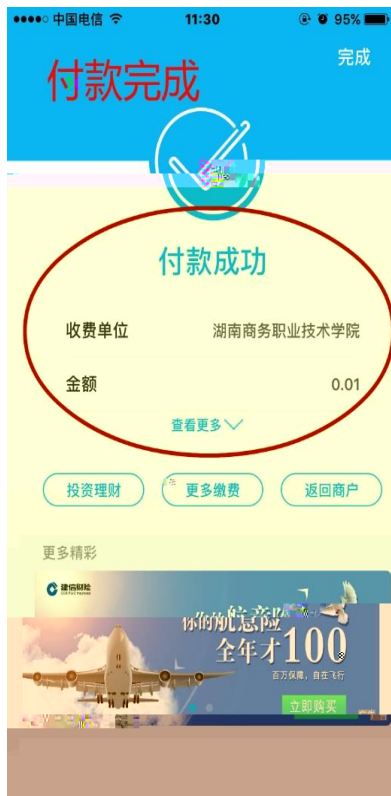 中国电信 11:30 95%
完成
付款完成
付款成功
收费单位 湖南商务职业技术学院
金额 0.01
查看更多
投资理财 更多缴费 返回商户
更多精彩
建信财险
你的航意险
全年才100
百万保障，自在飞行
立即购买